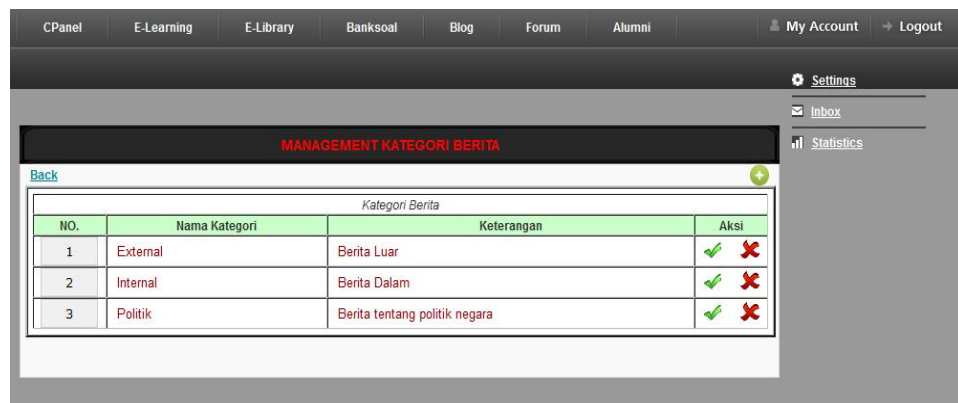 CPanel E-Learning E-Library Banksoal Blog Forum Alumni My Account Logout
Settings
Inbox
Statistics
MANAGEMENT KATEGORI BERITA
Back
Kategori Berita
NO. Nama Kategori Keterangan Aksi
1 External Berita Luar
2 Internal Berita Dalam
3 Politik Berita tentang politik negara